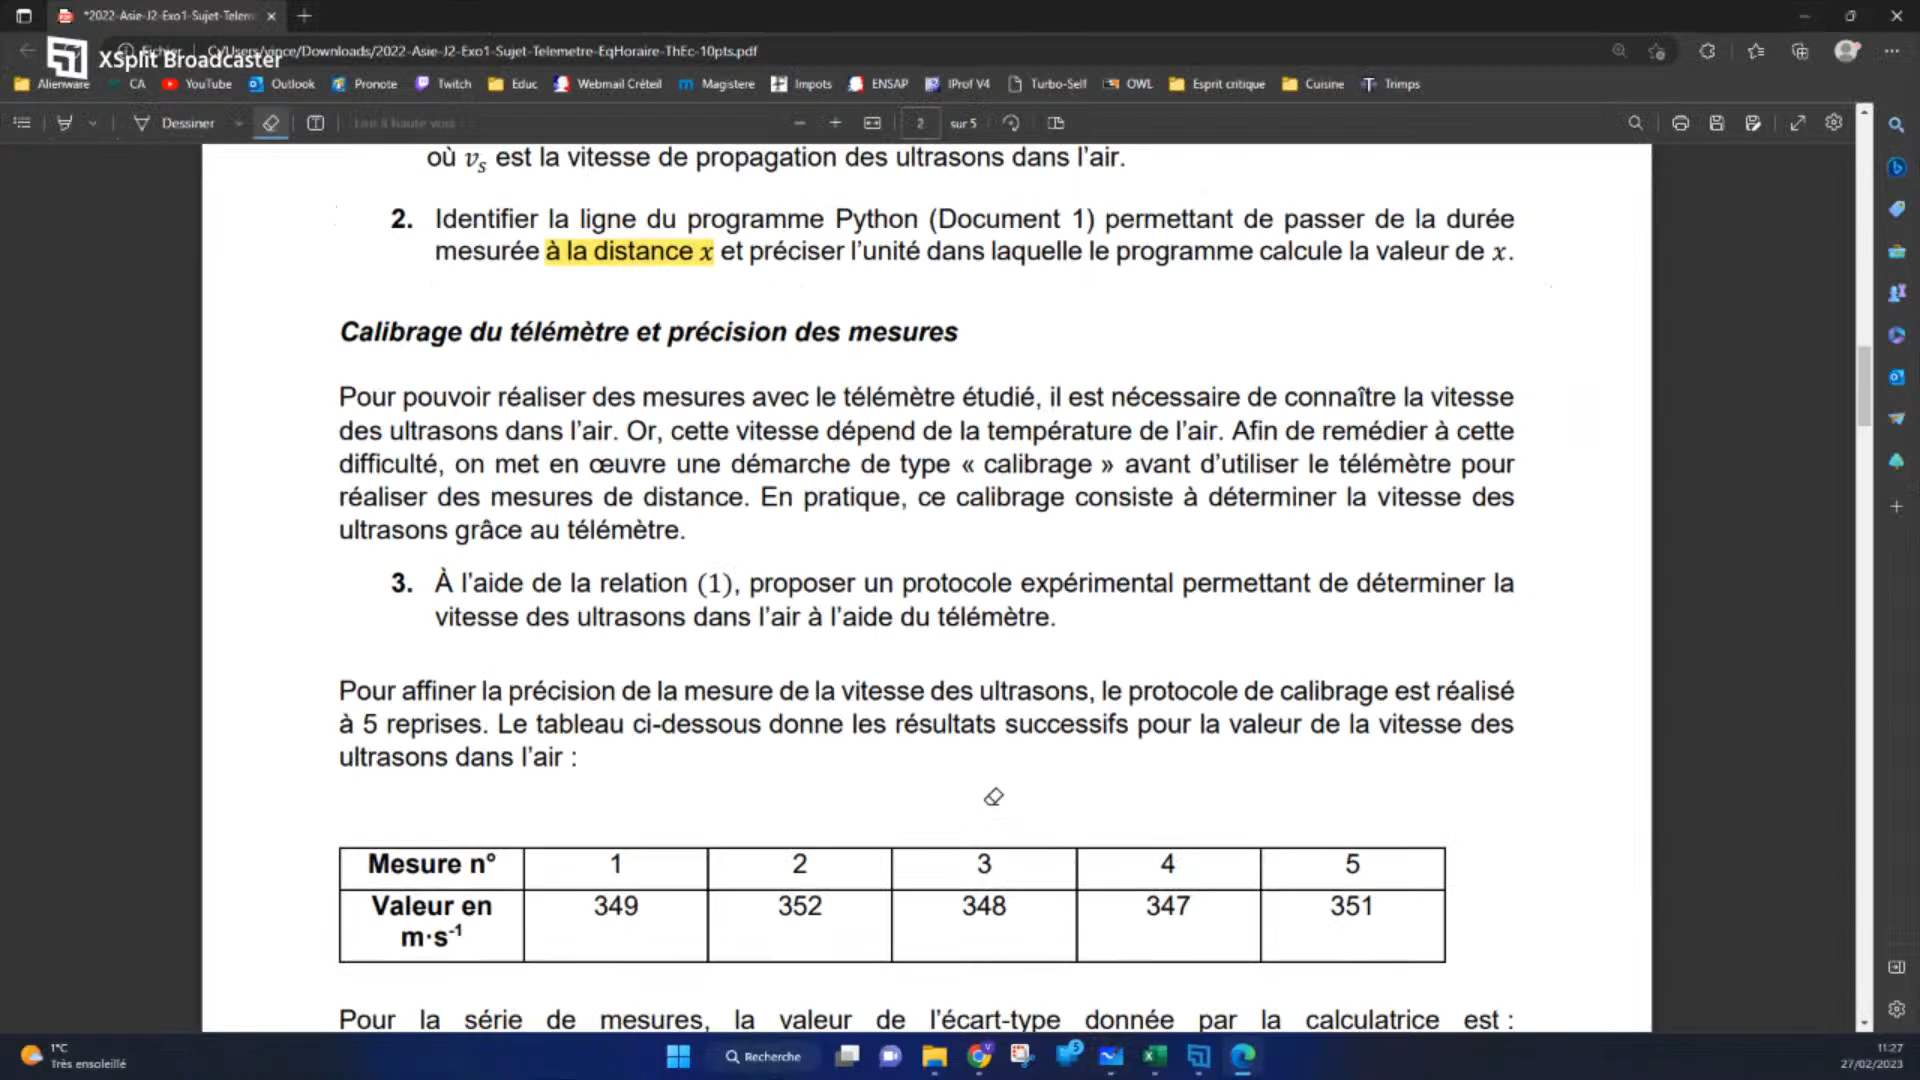 *2022-Asie-J2-Exo1-Sujet-Telem
XSplit Broadcaster
Fichier
C:/Users/vince/Downloads/2022-Asie-J2-Exo1-Sujet-Telemetre-EqHoraire-ThEc-10pts.pdf
Alienware CA YouTube Outlook Pronote Twitch Educ Webmail Créteil Magistere Impots ENSAP IProf V4 Turbo-Self OWL Esprit critique Cuisine Trimps
Dessiner Lire à haute voix 2 sur 5
où vₛ est la vitesse de propagation des ultrasons dans l'air.
2. Identifier la ligne du programme Python (Document 1) permettant de passer de la durée
mesurée à la distance x et préciser l'unité dans laquelle le programme calcule la valeur de x.
Calibrage du télémètre et précision des mesures
Pour pouvoir réaliser des mesures avec le télémètre étudié, il est nécessaire de connaître la vitesse
des ultrasons dans l'air. Or, cette vitesse dépend de la température de l'air. Afin de remédier à cette
difficulté, on met en œuvre une démarche de type « calibrage » avant d'utiliser le télémètre pour
réaliser des mesures de distance. En pratique, ce calibrage consiste à déterminer la vitesse des
ultrasons grâce au télémètre.
3. À l'aide de la relation (1), proposer un protocole expérimental permettant de déterminer la
vitesse des ultrasons dans l'air à l'aide du télémètre.
Pour affiner la précision de la mesure de la vitesse des ultrasons, le protocole de calibrage est réalisé
à 5 reprises. Le tableau ci-dessous donne les résultats successifs pour la valeur de la vitesse des
ultrasons dans l'air :
Mesure n° 1 2 3 4 5
Valeur en 349 352 348 347 351
m·s⁻¹
Pour la série de mesures, la valeur de l'écart-type donnée par la calculatrice est :
1°C
Très ensoleillé
Recherche
5
11:27
27/02/2023